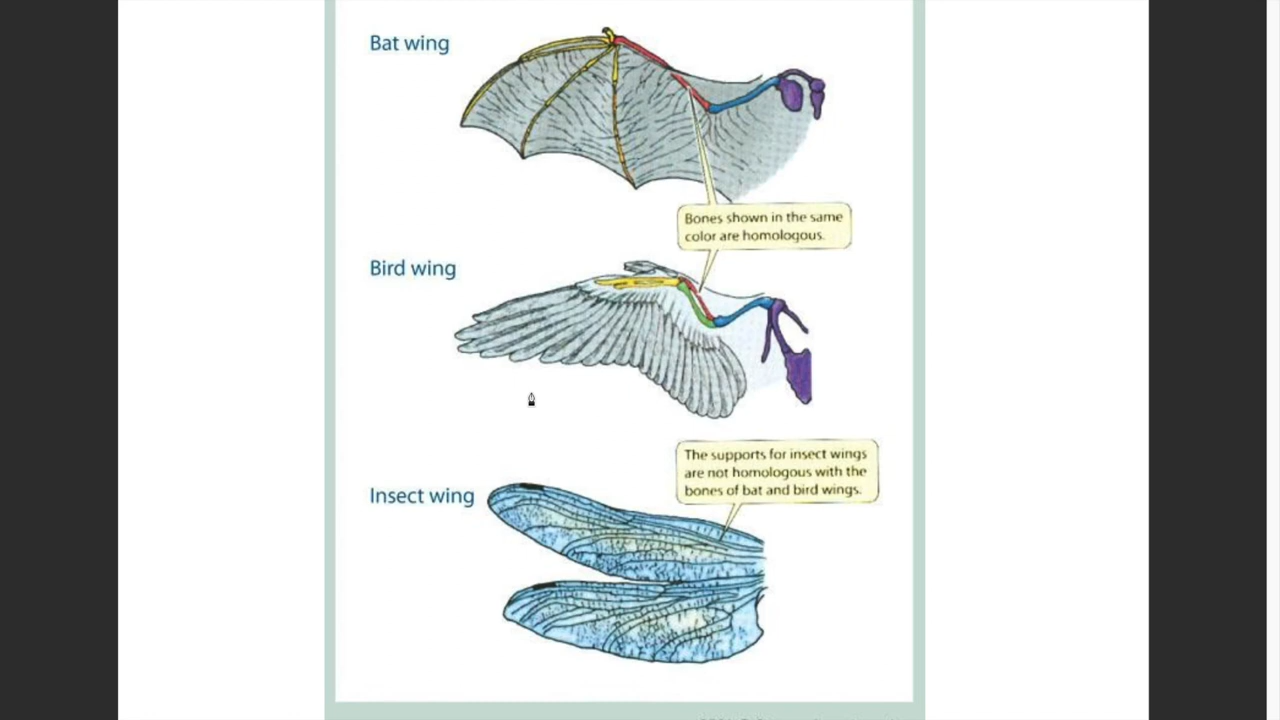 Bat wing
Bones shown in the same
color are homologous.
Bird wing
The supports for insect wings
are not homologous with the
bones of bat and bird wings.
Insect wing